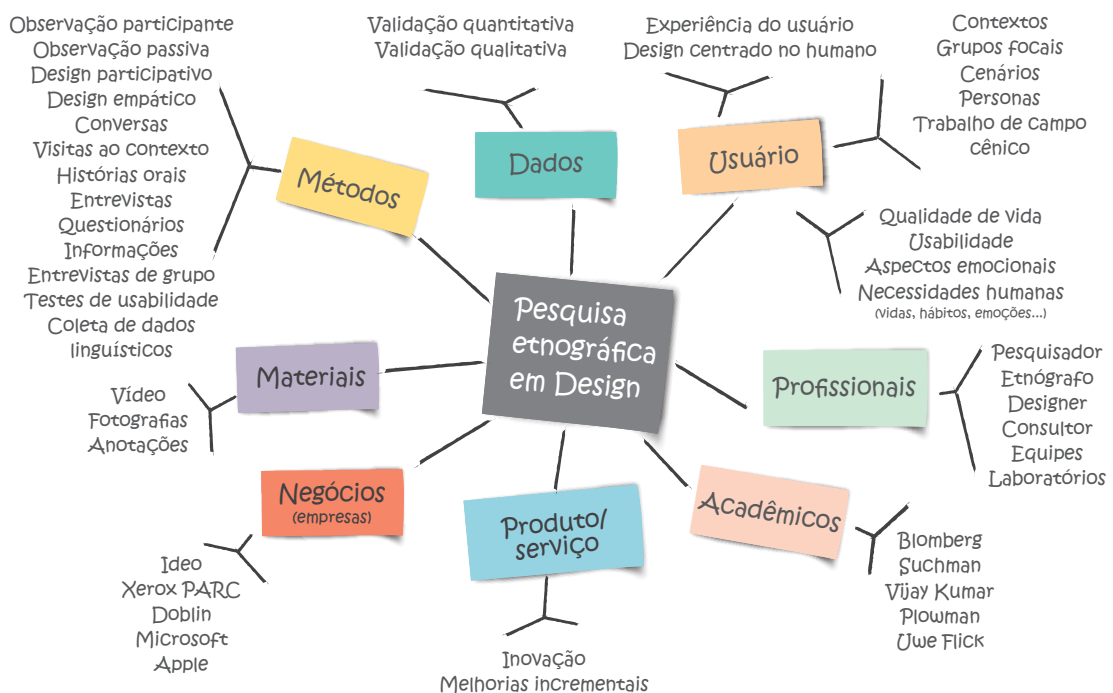 Observação participante
Observação passiva
Design participativo
Design empático
Conversas
Visitas ao contexto
Histórias orais
Entrevistas
Questionários
Informações
Entrevistas de grupo
Testes de usabilidade
Coleta de dados
linguísticos
Métodos
Validação quantitativa
Validação qualitativa
Dados
Experiência do usuário
Design centrado no humano
Usuário
Contextos
Grupos focais
Cenários
Personas
Trabalho de campo
cênico
Qualidade de vida
Usabilidade
Aspectos emocionais
Necessidades humanas
(vidas, hábitos, emoções...)
Pesquisa
etnográfica
em Design
Materiais
Vídeo
Fotografias
Anotações
Profissionais
Pesquisador
Etnógrafo
Designer
Consultor
Equipes
Laboratórios
Negócios
(empresas)
Ideo
Xerox PARC
Doblin
Microsoft
Apple
Produto/
serviço
Inovação
Melhorias incrementais
Acadêmicos
Blomberg
Suchman
Vijay Kumar
Plowman
Uwe Flick